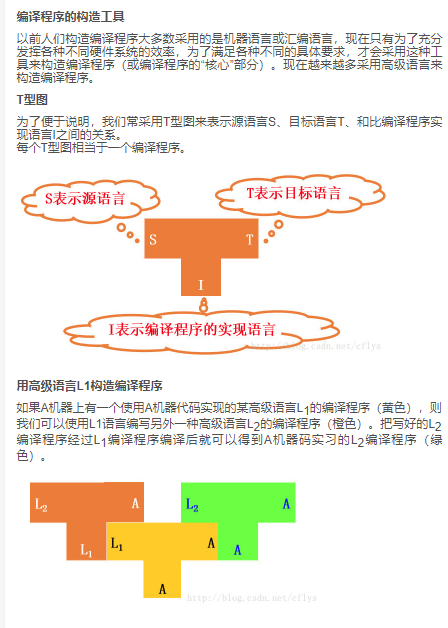 编译程序的构造工具
以前人们构造编译程序大多数采用的是机器语言或汇编语言，现在只有为了充分
发挥各种不同硬件系统的效率，为了满足各种不同的具体要求，才会采用这种工
具来构造编译程序（或编译程序的“核心”部分）。现在越来越多采用高级语言来
构造编译程序。
T型图
为了便于说明，我们常采用T型图来表示源语言S、目标语言T、和比编译程序实
现语言I之间的关系。
每个T型图相当于一个编译程序。
S表示源语言
T表示目标语言
S
T
I
I表示编译程序的实现语言
http://blog.csdn.net/cflys
用高级语言L1构造编译程序
如果A机器上有一个使用A机器代码实现的某高级语言L1的编译程序（黄色），则
我们可以使用L1语言编写另外一种高级语言L2的编译程序（橙色）。把写好的L2
编译程序经过L1编译程序编译后就可以得到A机器码实习的L2编译程序（绿
色）。
L2
A
L2
A
L1
L1
A
A
A
http://blog.csdn.net/cflys